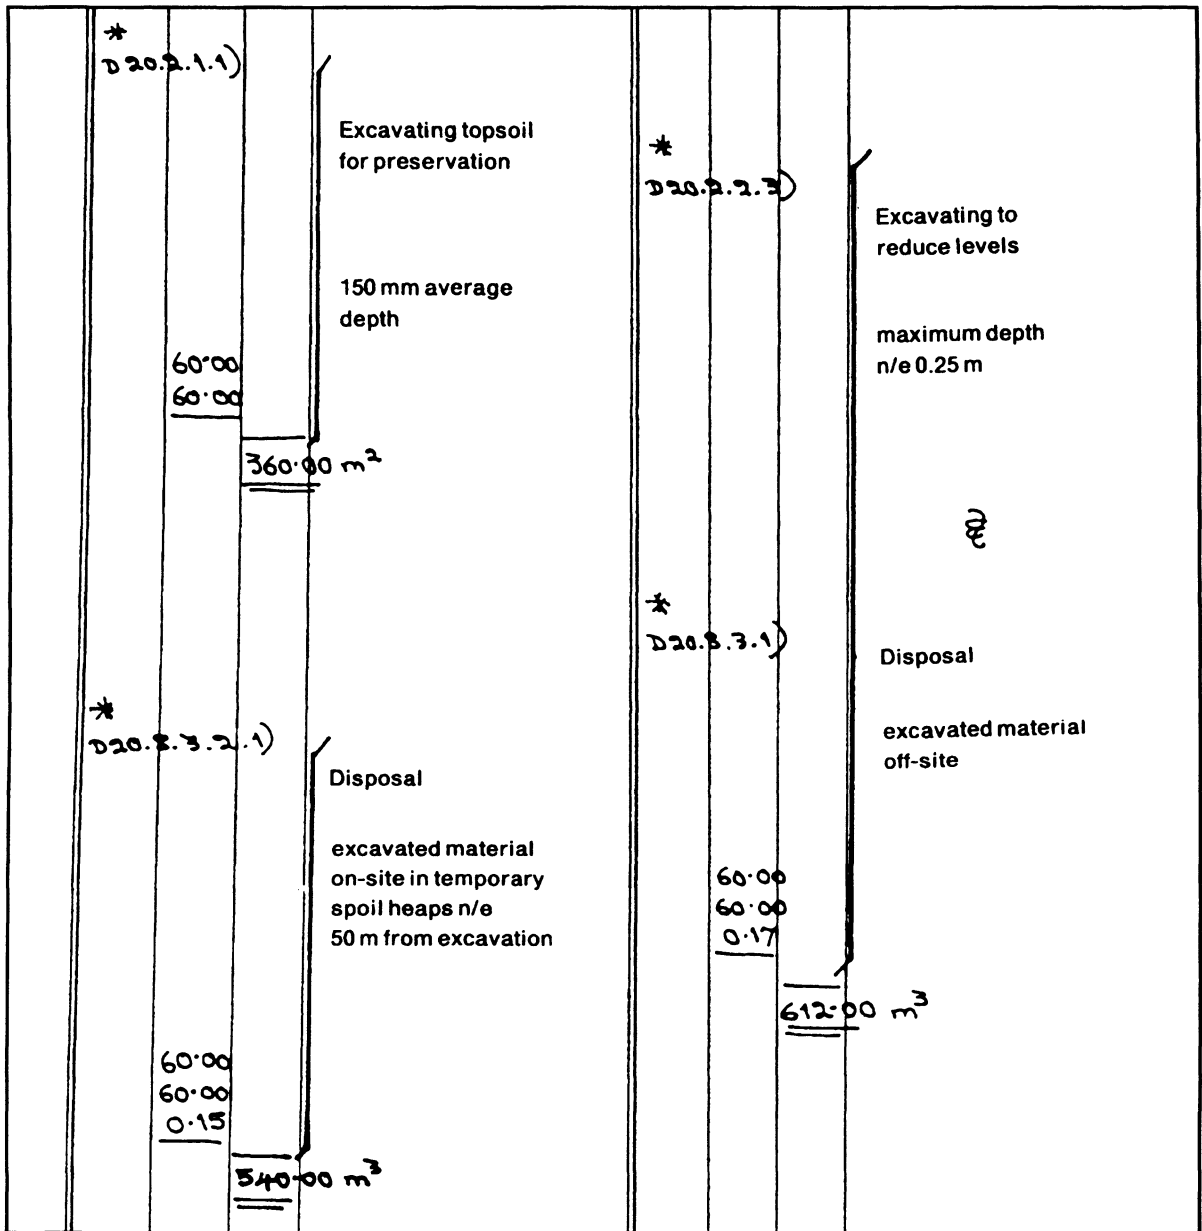 *
D20.2.1.1)
Excavating topsoil
for preservation
150 mm average
depth
60·00
60·00
360·00 m²
*
D20.8.3.2.1)
Disposal
excavated material
on-site in temporary
spoil heaps n/e
50 m from excavation
60·00
60·00
0·15
540·00 m³
*
D20.2.2.3)
Excavating to
reduce levels
maximum depth
n/e 0.25 m
&
*
D20.8.3.1)
Disposal
excavated material
off-site
60·00
60·00
0·17
612·00 m³